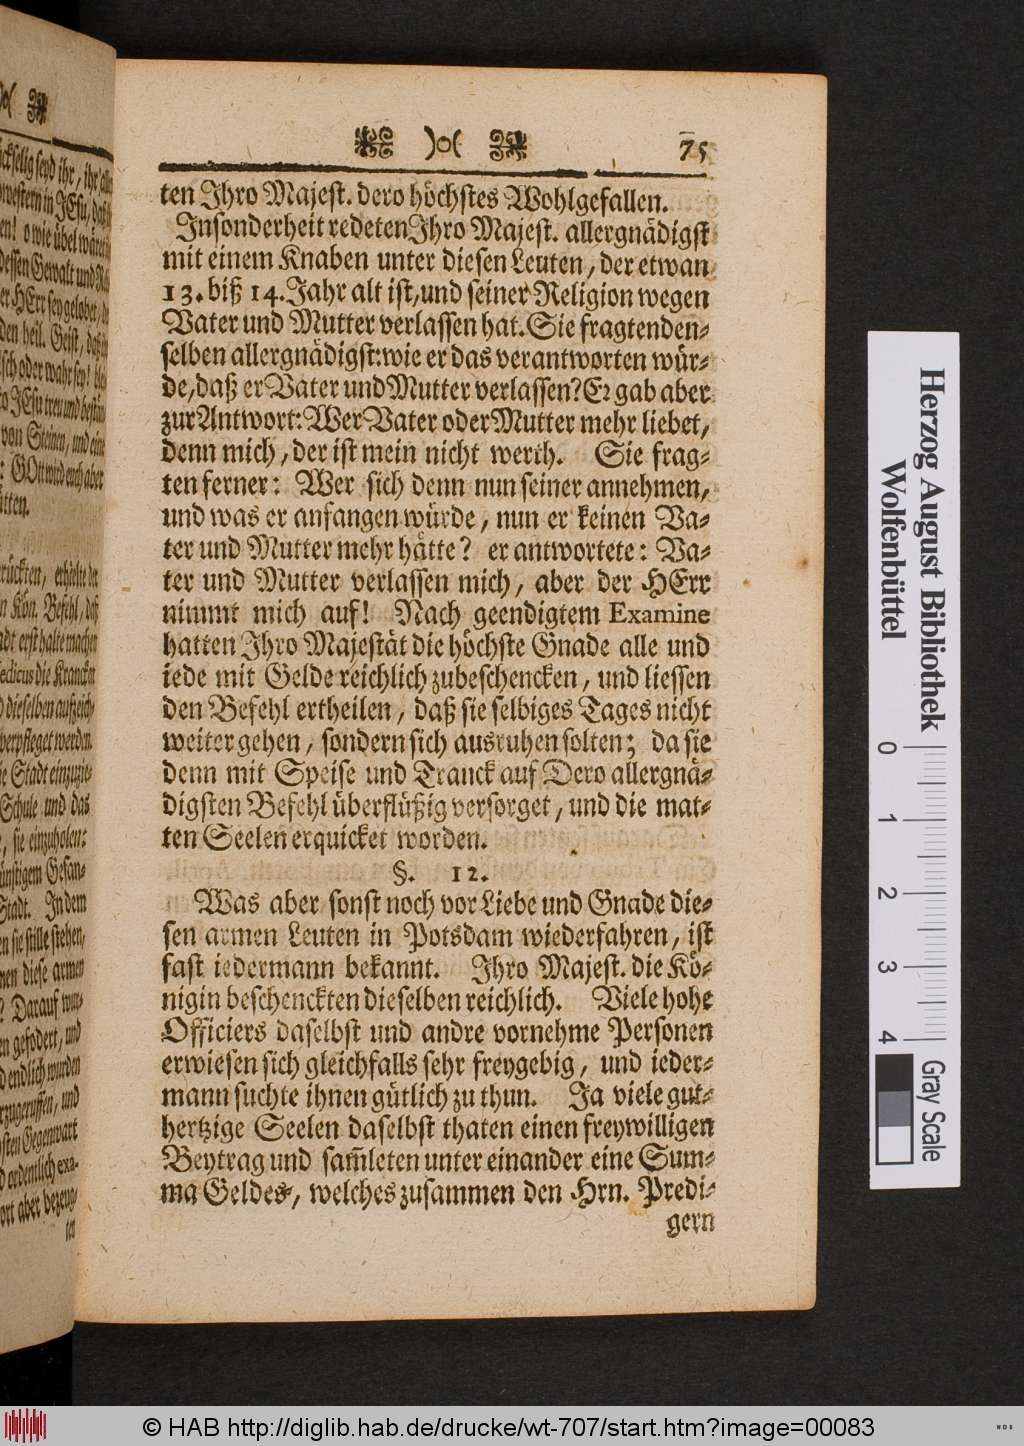 75
ten Ihro Majest. dero höchstes Wohlgefallen.
Insonderheit redeten Ihro Majest. allergnädigst
mit einem Knaben unter diesen Leuten, der etwan
13. biß 14. Jahr alt ist, und seiner Religion wegen
Vater und Mutter verlassen hat. Sie fragten den-
selben allergnädigst: wie er das verantworten wür-
de, daß er Vater und Mutter verlassen? Er gab aber
zur Antwort: Wer Vater oder Mutter mehr liebet,
denn mich, der ist mein nicht werth. Sie frag-
ten ferner: Wer sich denn nun seiner annehmen,
und was er anfangen würde, nun er keinen Va-
ter und Mutter mehr hätte? er antwortete: Va-
ter und Mutter verlassen mich, aber der HErr
nimmt mich auf! Nach geendigtem Examine
hatten Ihro Majestät die höchste Gnade alle und
iede mit Gelde reichlich zubeschencken, und liessen
den Befehl ertheilen, daß sie selbiges Tages nicht
weiter gehen, sondern sich ausruhen solten; da sie
denn mit Speise und Tranck auf Dero allergnä-
digsten Befehl überflüßig versorget, und die mat-
ten Seelen erquicket worden.
§. 12.
Was aber sonst noch vor Liebe und Gnade die-
sen armen Leuten in Potsdam wiederfahren, ist
fast iedermann bekannt. Ihro Majest. die Kö-
nigin beschenckten dieselben reichlich. Viele hohe
Officiers daselbst und andre vornehme Personen
erwiesen sich gleichfalls sehr freygebig, und ieder-
mann suchte ihnen gütlich zu thun. Ja viele gut-
hertzige Seelen daselbst thaten einen freywilligen
Beytrag und sam̃leten unter einander eine Sum-
ma Geldes, welches zusammen den Hrn. Predi-
gern
Herzog August Bibliothek
Wolfenbüttel
0 1 2 3 4
Gray Scale
© HAB http://diglib.hab.de/drucke/wt-707/start.htm?image=00083